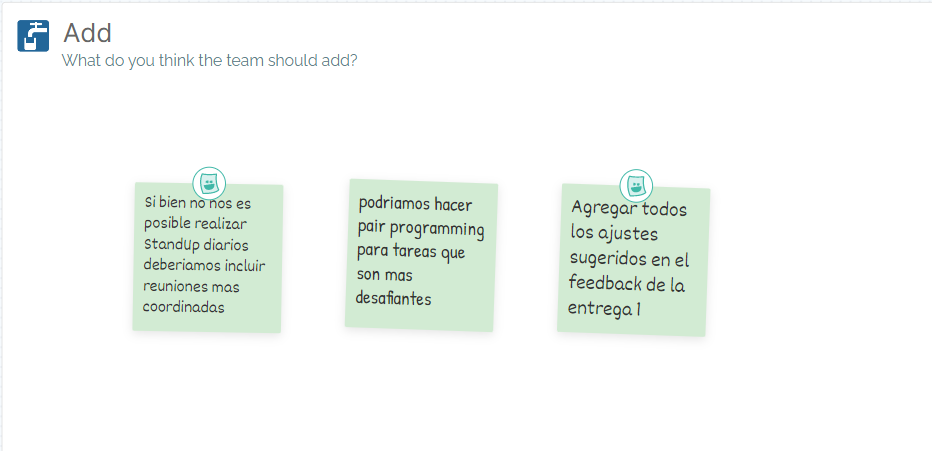 Add
What do you think the team should add?
Si bien no nos es
posible realizar
StandUp diarios
deberiamos incluir
reuniones mas
coordinadas
podriamos hacer
pair programming
para tareas que
son mas
desafiantes
Agregar todos
los ajustes
sugeridos en el
feedback de la
entrega 1